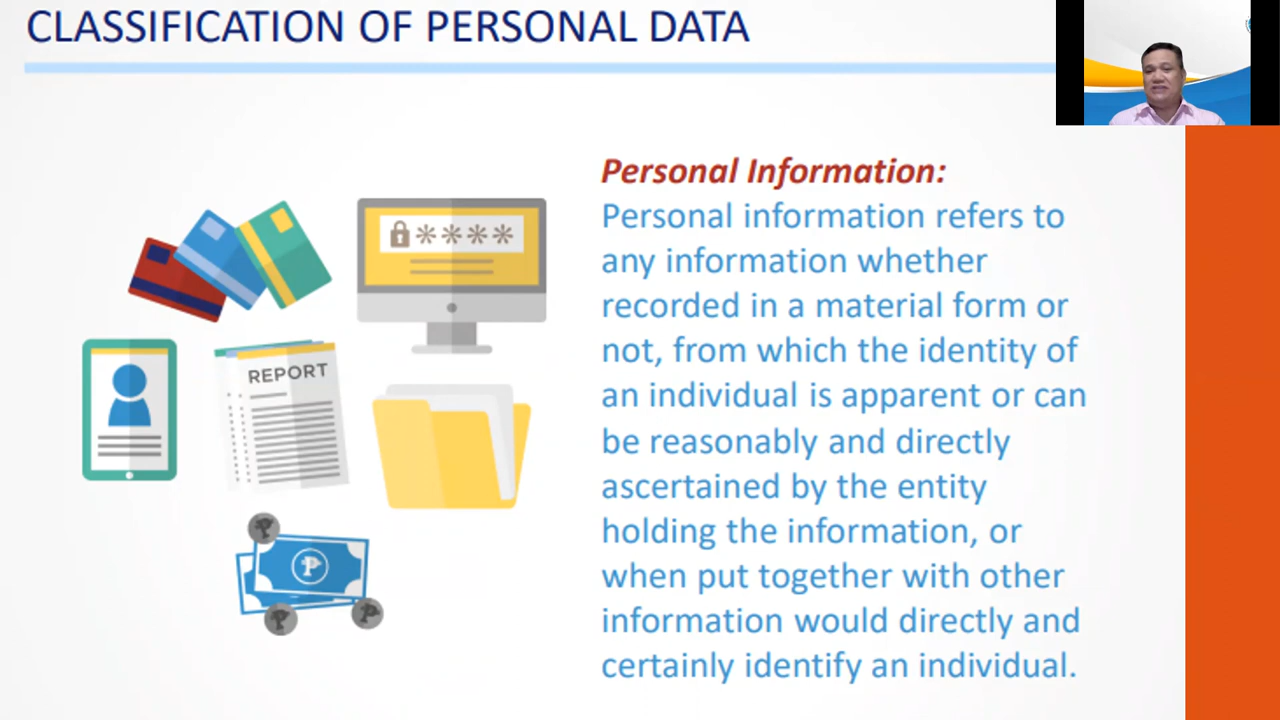 CLASSIFICATION OF PERSONAL DATA
Personal Information:
Personal information refers to
any information whether
recorded in a material form or
not, from which the identity of
an individual is apparent or can
be reasonably and directly
ascertained by the entity
holding the information, or
when put together with other
information would directly and
certainly identify an individual.
****
REPORT
₱
₱
₱
₱